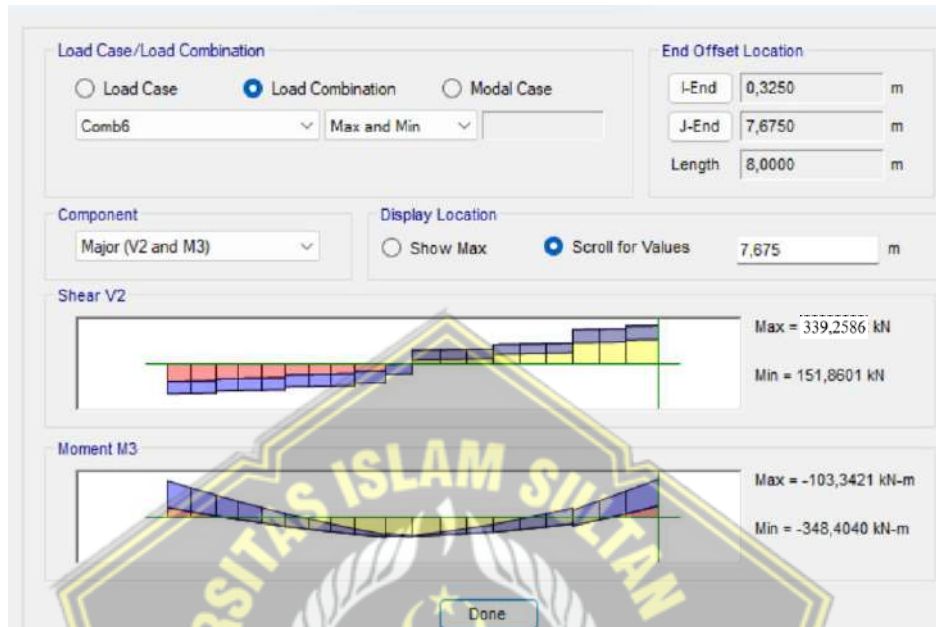 Load Case/Load Combination
Load Case
Load Combination
Modal Case
Comb6
Max and Min
End Offset Location
I-End 0,3250 m
J-End 7,6750 m
Length 8,0000 m
Component
Major (V2 and M3)
Display Location
Show Max
Scroll for Values
7,675 m
Shear V2
Max = 339,2586 kN
Min = 151,8601 kN
Moment M3
Max = -103,3421 kN-m
Min = -348,4040 kN-m
RSITAS ISLAM SULTAN
Done